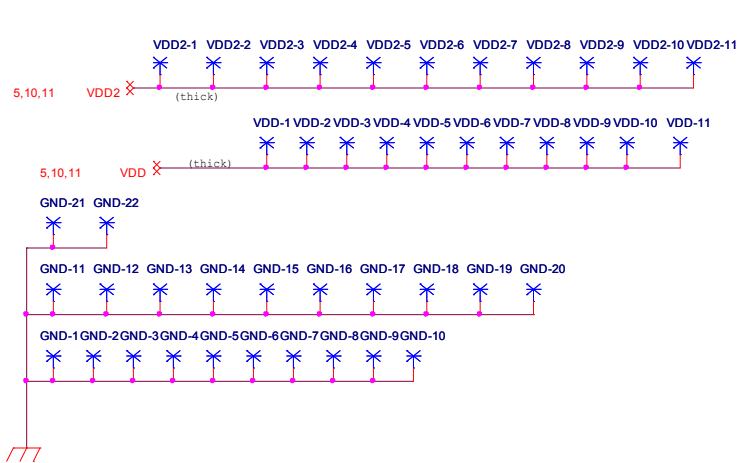 VDD2-1 VDD2-2 VDD2-3 VDD2-4 VDD2-5 VDD2-6 VDD2-7 VDD2-8 VDD2-9 VDD2-10 VDD2-11
5,10,11 VDD2 (thick)
VDD-1 VDD-2 VDD-3 VDD-4 VDD-5 VDD-6 VDD-7 VDD-8 VDD-9 VDD-10 VDD-11
5,10,11 VDD (thick)
GND-21 GND-22
GND-11 GND-12 GND-13 GND-14 GND-15 GND-16 GND-17 GND-18 GND-19 GND-20
GND-1 GND-2 GND-3 GND-4 GND-5 GND-6 GND-7 GND-8 GND-9 GND-10